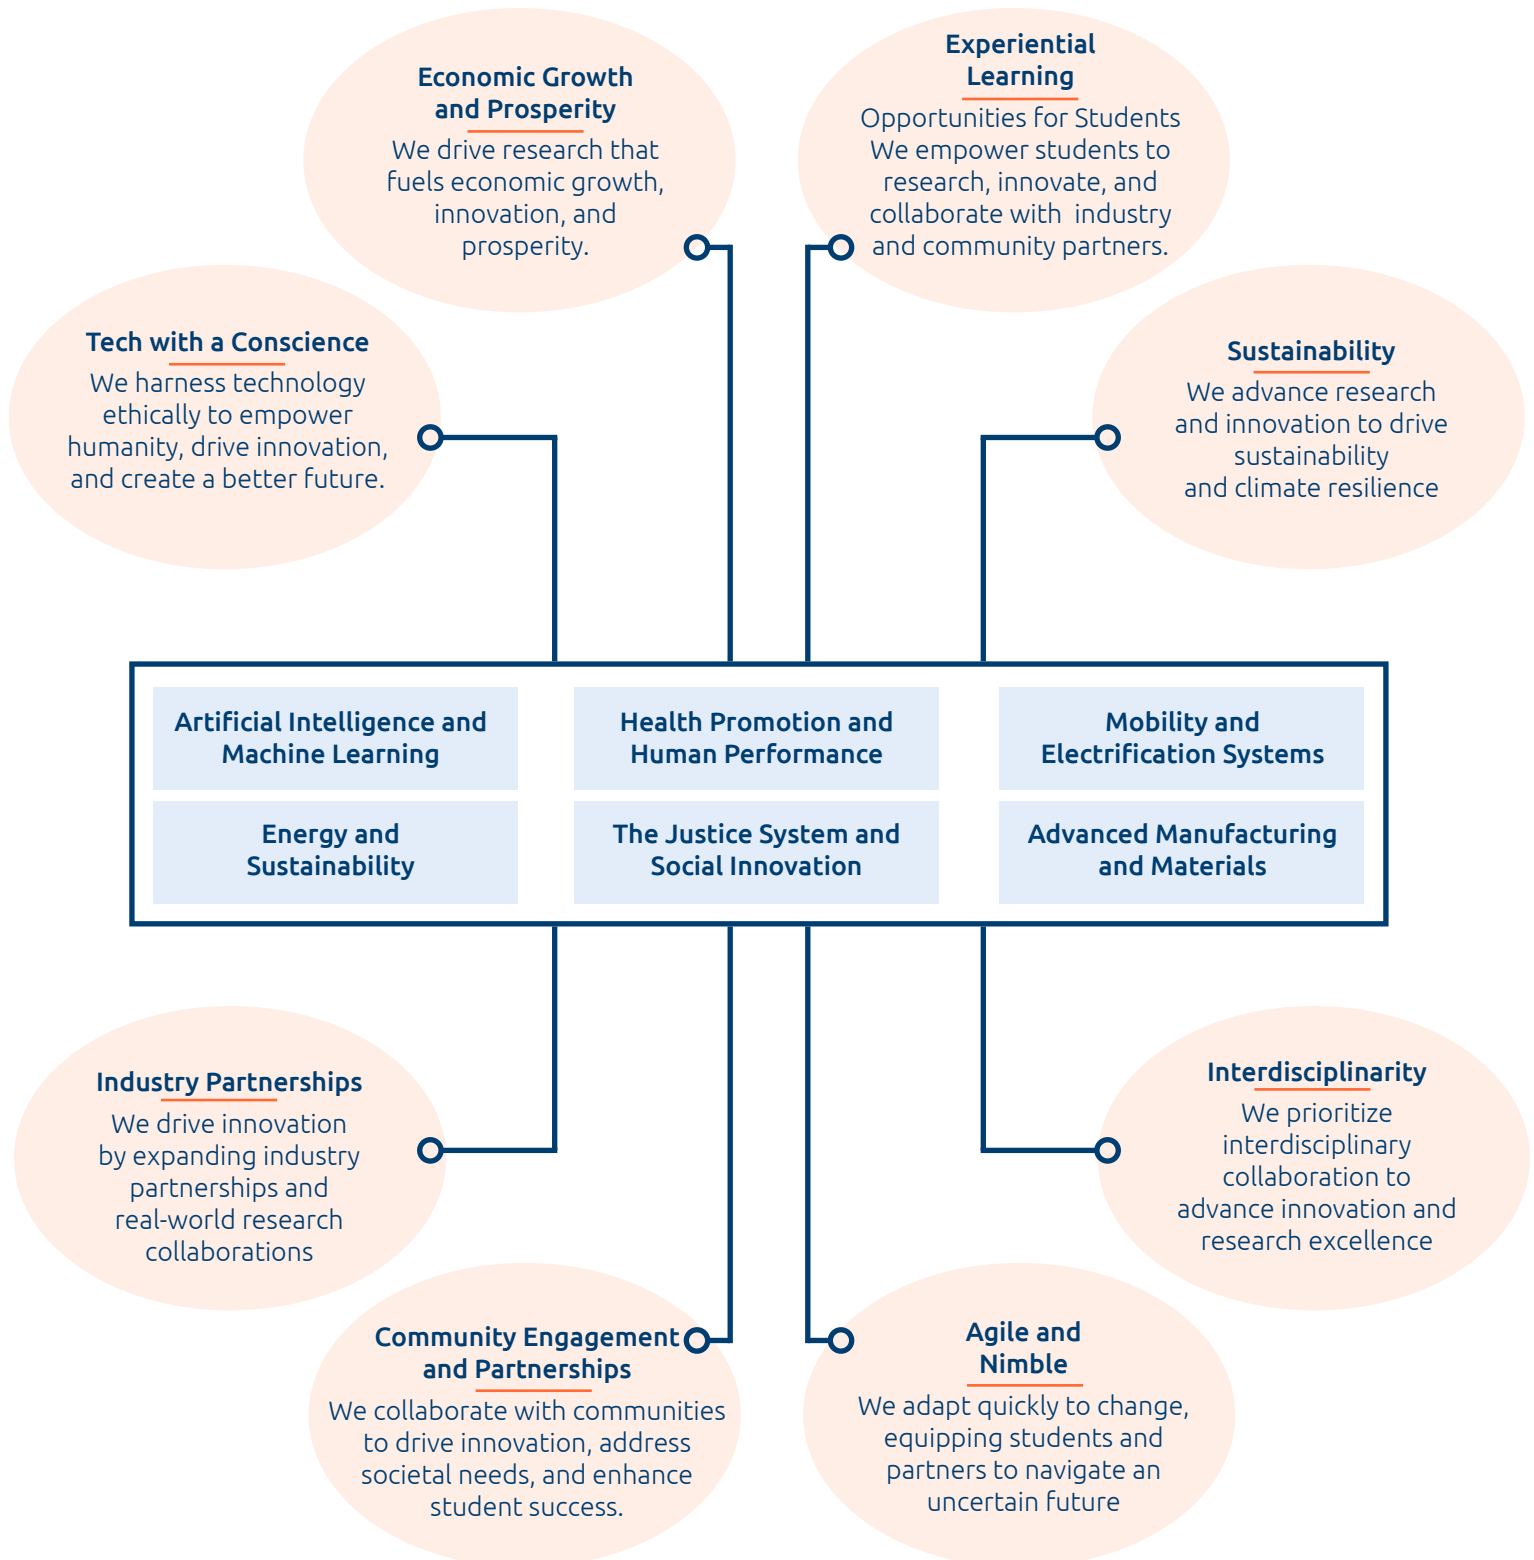 Economic Growth
and Prosperity
We drive research that
fuels economic growth,
innovation, and
prosperity.
Experiential
Learning
Opportunities for Students
We empower students to
research, innovate, and
collaborate with industry
and community partners.
Tech with a Conscience
We harness technology
ethically to empower
humanity, drive innovation,
and create a better future.
Sustainability
We advance research
and innovation to drive
sustainability
and climate resilience
Artificial Intelligence and
Machine Learning
Health Promotion and
Human Performance
Mobility and
Electrification Systems
Energy and
Sustainability
The Justice System and
Social Innovation
Advanced Manufacturing
and Materials
Industry Partnerships
We drive innovation
by expanding industry
partnerships and
real-world research
collaborations
Interdisciplinarity
We prioritize
interdisciplinary
collaboration to
advance innovation and
research excellence
Community Engagement
and Partnerships
We collaborate with communities
to drive innovation, address
societal needs, and enhance
student success.
Agile and
Nimble
We adapt quickly to change,
equipping students and
partners to navigate an
uncertain future